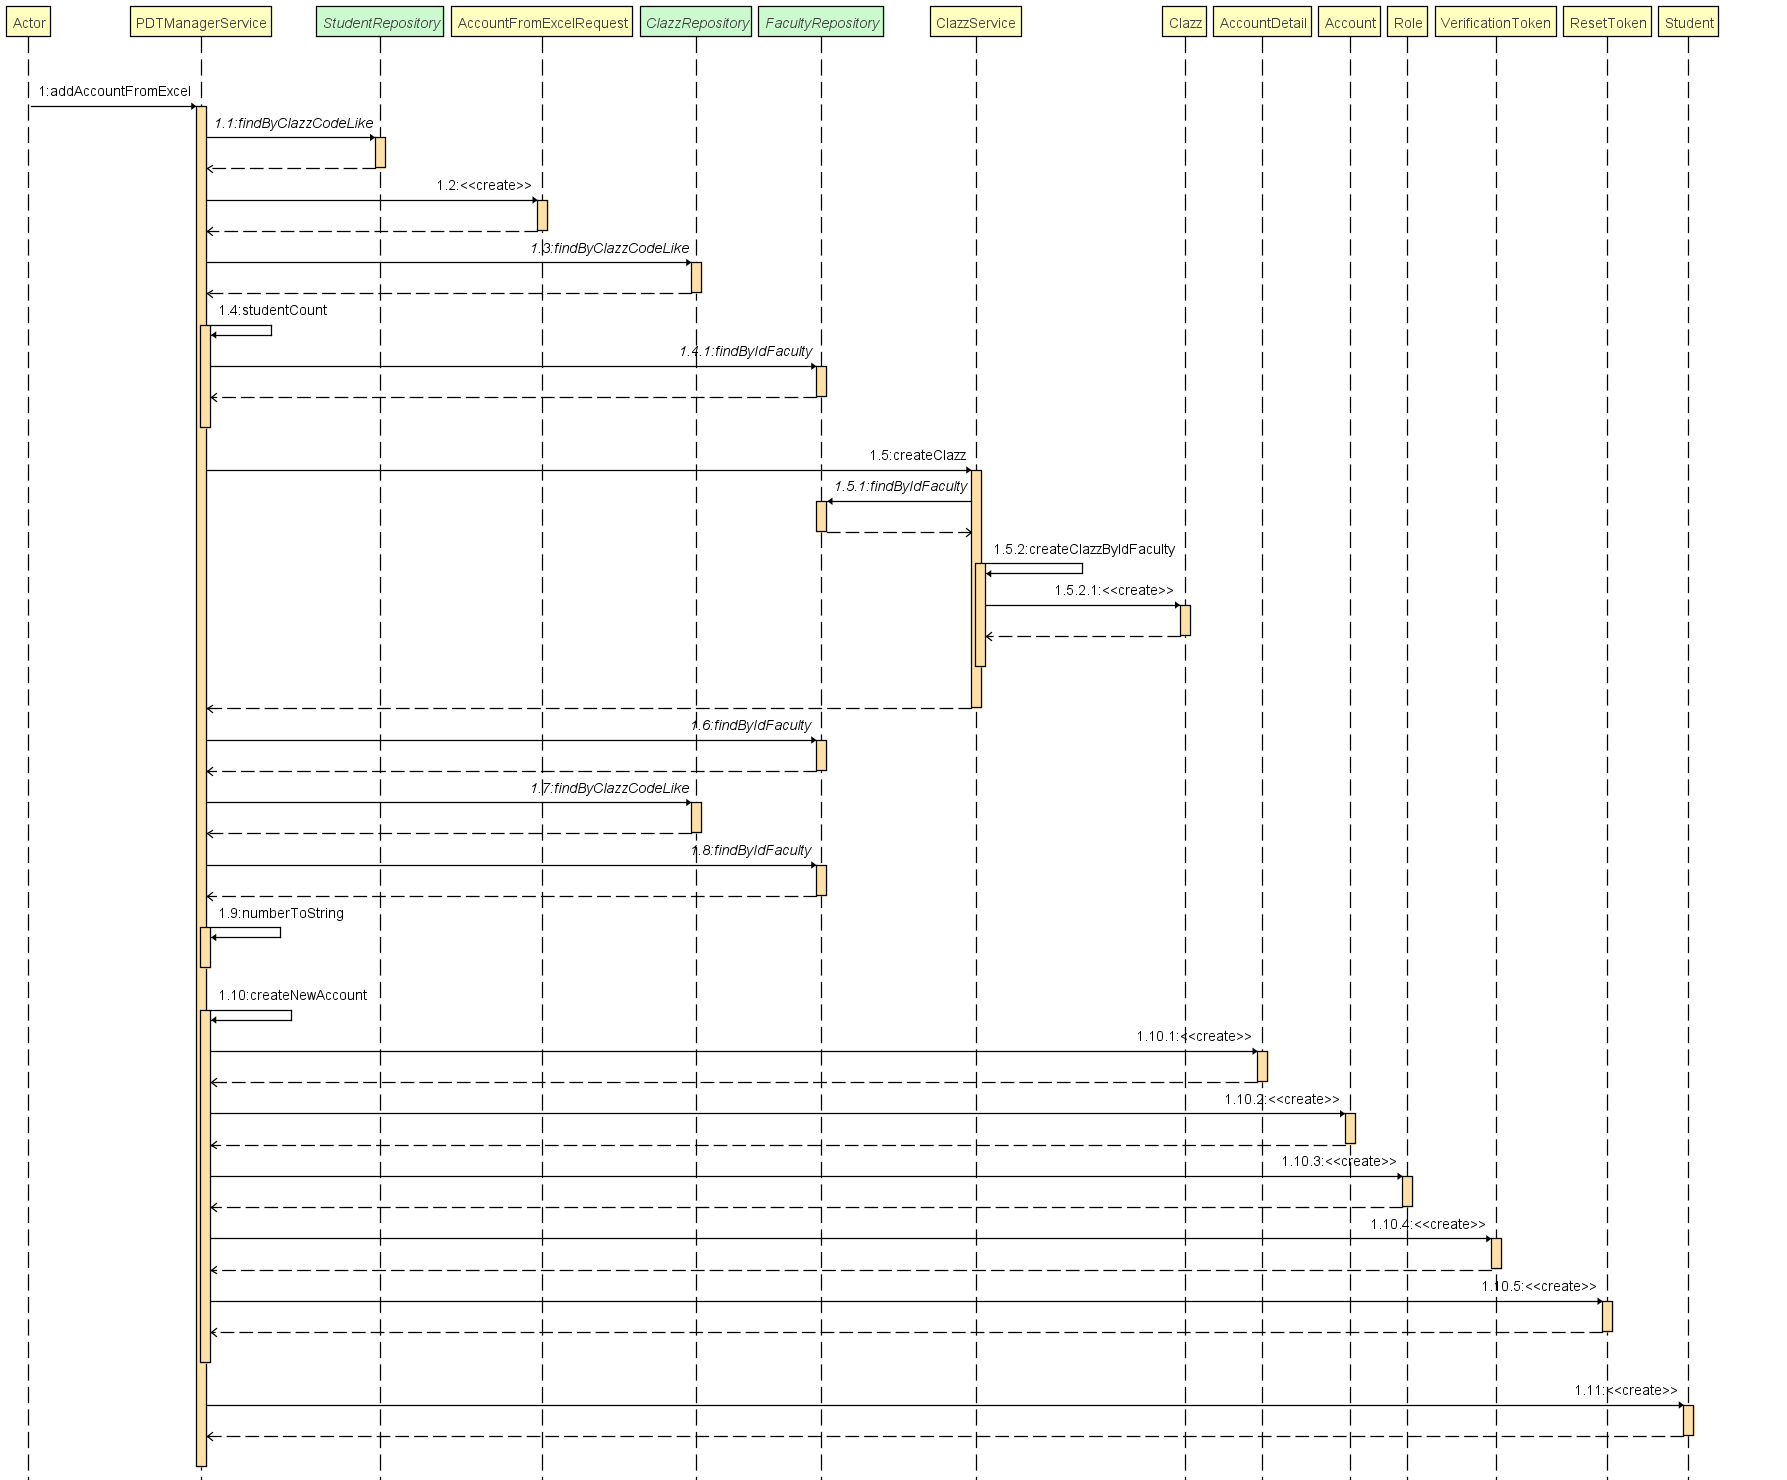 Actor
PDTManagerService
StudentRepository
AccountFromExcelRequest
ClazzRepository
FacultyRepository
ClazzService
Clazz
AccountDetail
Account
Role
VerificationToken
ResetToken
Student
1:addAccountFromExcel
1.1:findByClazzCodeLike
1.2:<<create>>
1.3:findByClazzCodeLike
1.4:studentCount
1.4.1:findByIdFaculty
1.5:createClazz
1.5.1:findByIdFaculty
1.5.2:createClazzByIdFaculty
1.5.2.1:<<create>>
1.6:findByIdFaculty
1.7:findByClazzCodeLike
1.8:findByIdFaculty
1.9:numberToString
1.10:createNewAccount
1.10.1:<<create>>
1.10.2:<<create>>
1.10.3:<<create>>
1.10.4:<<create>>
1.10.5:<<create>>
1.11:<<create>>